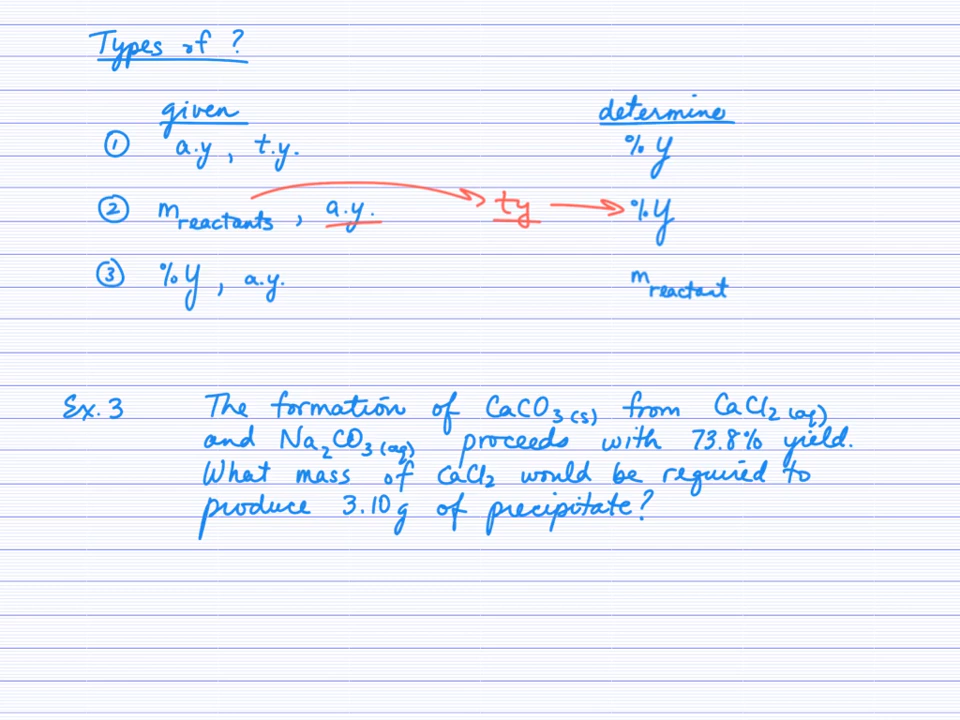 Types of ?
given determine
① a.y, t.y. %y
② m reactants, a.y. ty %y
③ %y, a.y. m reactant
Ex. 3 The formation of CaCO₃(s) from CaCl₂(aq)
and Na₂CO₃(aq) proceeds with 73.8% yield.
What mass of CaCl₂ would be required to
produce 3.10g of precipitate?